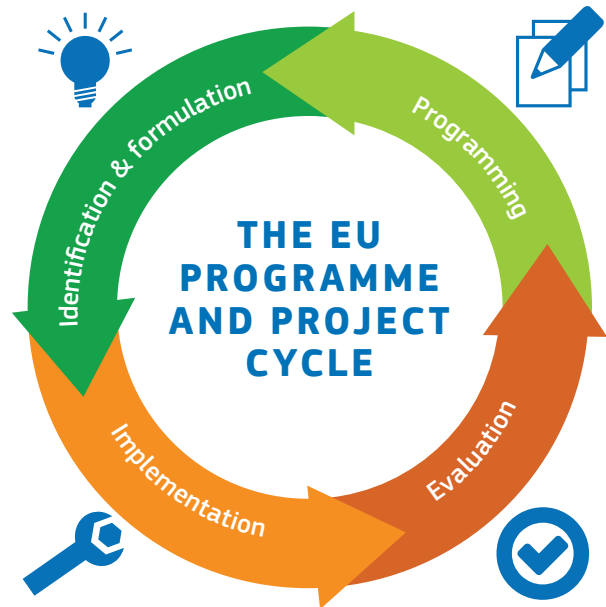 Identification & formulation
Programming
THE EU
PROGRAMME
AND PROJECT
CYCLE
Implementation
Evaluation